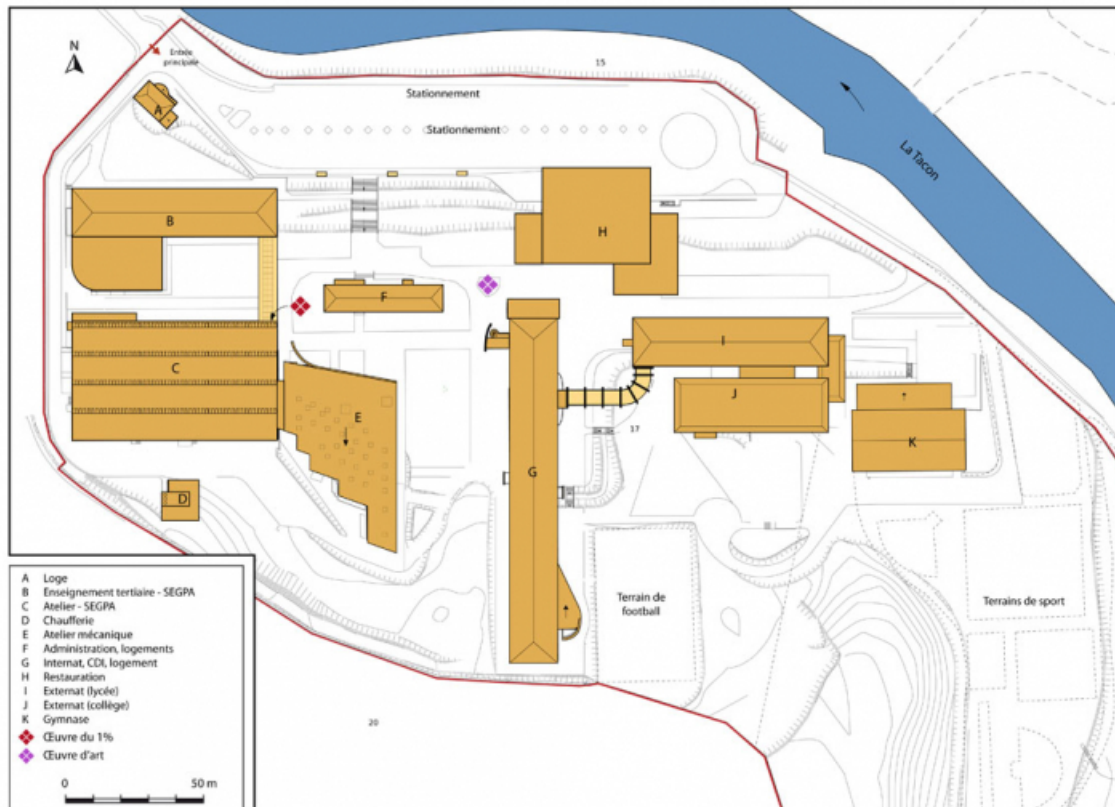 N
Entrée
principale
A
15
Stationnement
Stationnement
La Tacon
B
H
F
I
C
E
J
17
K
G
D
Terrain de
football
Terrains de sport
20
A Loge
B Enseignement tertiaire - SEGPA
C Atelier - SEGPA
D Chaufferie
E Atelier mécanique
F Administration, logements
G Internat, CDI, logement
H Restauration
I Externat (lycée)
J Externat (collège)
K Gymnase
Œuvre du 1%
Œuvre d'art
0 50 m